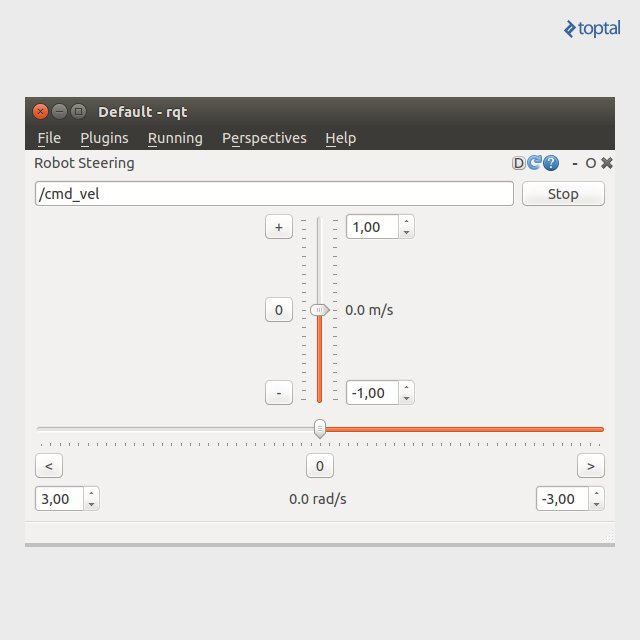 toptal
Default - rqt
File Plugins Running Perspectives Help
Robot Steering D ? - O
/cmd_vel Stop
+ 1,00
0 0.0 m/s
- -1,00
< 0 >
3,00 0.0 rad/s -3,00